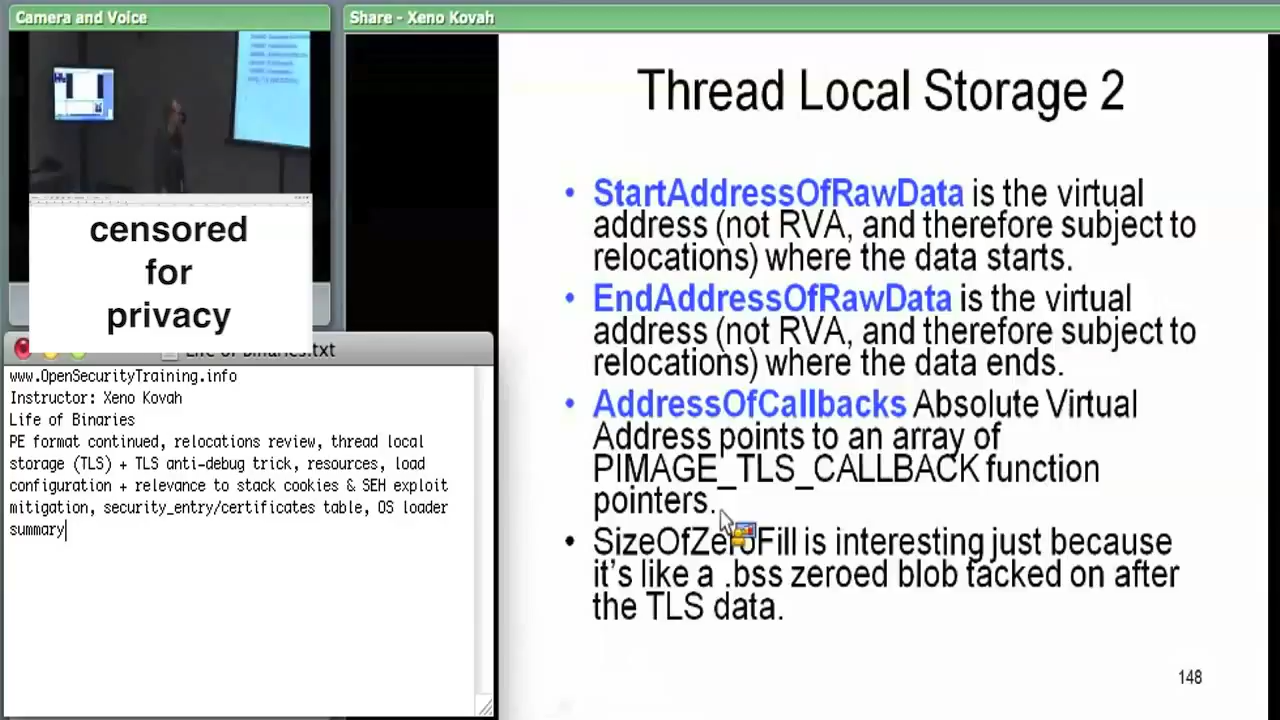 Camera and Voice
Share - Xeno Kovah
censored
for
privacy
Life of Binaries.txt
www.OpenSecurityTraining.info
Instructor: Xeno Kovah
Life of Binaries
PE format continued, relocations review, thread local
storage (TLS) + TLS anti-debug trick, resources, load
configuration + relevance to stack cookies & SEH exploit
mitigation, security_entry/certificates table, OS loader
summary
Thread Local Storage 2
• StartAddressOfRawData is the virtual
address (not RVA, and therefore subject to
relocations) where the data starts.
• EndAddressOfRawData is the virtual
address (not RVA, and therefore subject to
relocations) where the data ends.
• AddressOfCallbacks Absolute Virtual
Address points to an array of
PIMAGE_TLS_CALLBACK function
pointers.
• SizeOfZeroFill is interesting just because
it's like a .bss zeroed blob tacked on after
the TLS data.
148